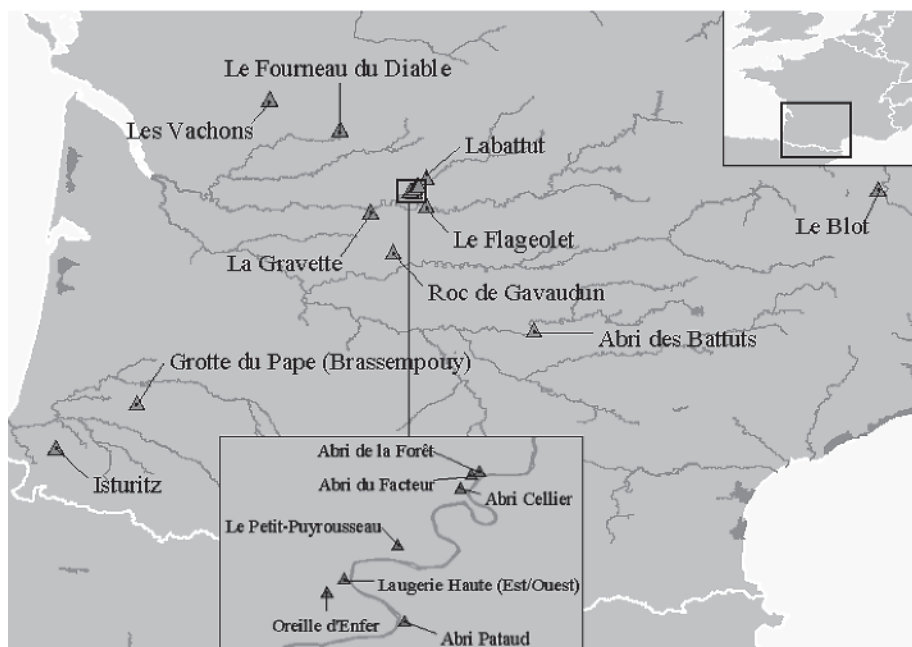 Le Fourneau du Diable
Les Vachons
Labattut
Le Blot
Le Flageolet
La Gravette
Roc de Gavaudun
Abri des Battuts
Grotte du Pape (Brassempouy)
Isturitz
Abri de la Forêt
Abri du Facteur
Abri Cellier
Le Petit-Puyrousseau
Laugerie Haute (Est/Ouest)
Oreille d'Enfer
Abri Pataud